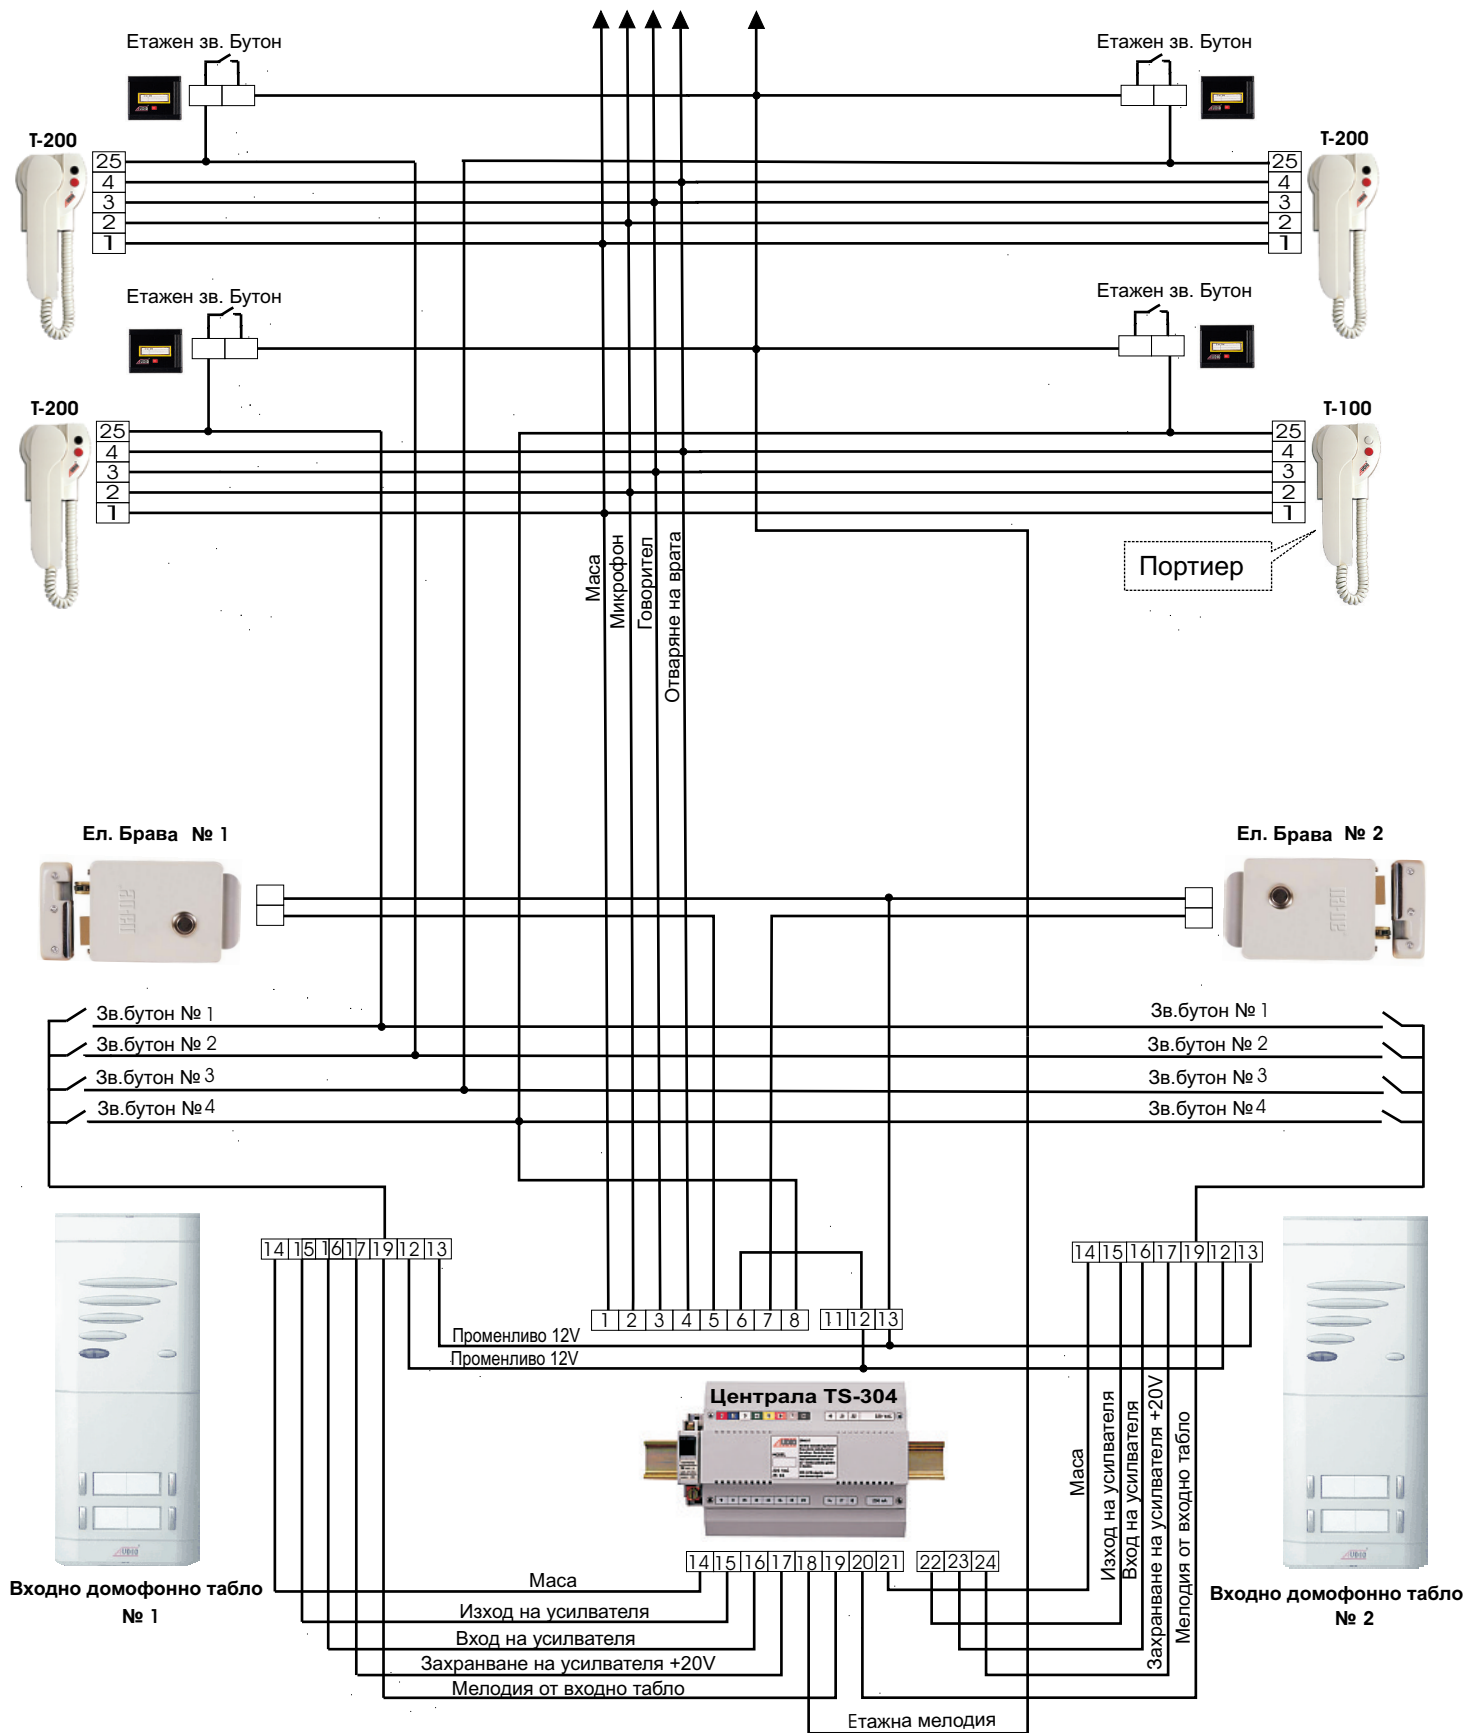 Етажен зв. Бутон
Етажен зв. Бутон
T-200
T-200
25
4
3
2
1
25
4
3
2
1
Етажен зв. Бутон
Етажен зв. Бутон
T-200
T-100
25
4
3
2
1
25
4
3
2
1
Портиер
Маса
Микрофон
Говорител
Отваряне на врата
Ел. Брава № 1
Ел. Брава № 2
Зв.бутон № 1
Зв.бутон № 1
Зв.бутон № 2
Зв.бутон № 2
Зв.бутон № 3
Зв.бутон № 3
Зв.бутон №4
Зв.бутон №4
14 15 16 17 19 12 13
14 15 16 17 19 12 13
1 2 3 4 5 6 7 8
11 12 13
Променливо 12V
Променливо 12V
Централа TS-304
AUDIO
Маса
Изход на усилвателя
Вход на усилвателя
Захранване на усилвателя +20V
Мелодия от входно табло
14 15 16 17 18 19 20 21
22 23 24
Маса
Изход на усилвателя
Вход на усилвателя
Захранване на усилвателя +20V
Мелодия от входно табло
Етажна мелодия
Входно домофонно табло
№ 1
Входно домофонно табло
№ 2